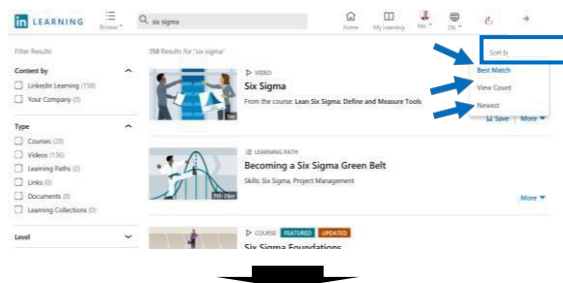 in LEARNING
Browse
six sigma
Home
My Learning
Me
EN
Filter Results
158 Results for "six sigma"
Sort by
Best Match
View Count
Newest
Content by
LinkedIn Learning (158)
Your Company (0)
VIDEO
Six Sigma
From the course: Lean Six Sigma: Define and Measure Tools
Save
More
Type
Courses (20)
Videos (136)
Learning Paths (2)
Links (0)
Documents (0)
Learning Collections (0)
LEARNING PATH
Becoming a Six Sigma Green Belt
Skills: Six Sigma, Project Management
More
Level
COURSE FEATURED UPDATED
Six Sigma Foundations